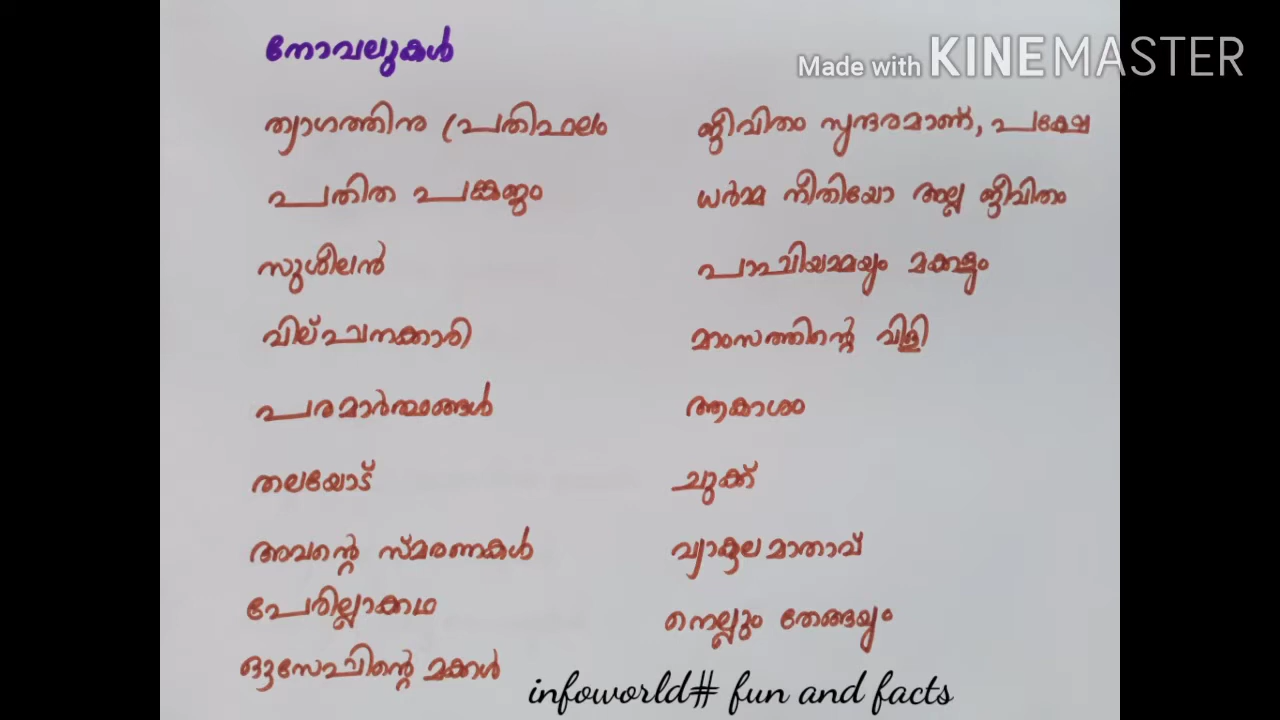 നോവലുകൾ
Made with KINEMASTER
ത്യാഗത്തിനു പ്രതിഫലം
പതിത പങ്കജം
സുശീലൻ
വില്പനക്കാരി
പരമാർത്ഥങ്ങൾ
തലയോട്
അവന്റെ സ്മരണകൾ
പേരില്ലാക്കഥ
ഔസേപ്പിന്റെ മക്കൾ
ജീവിതം സുന്ദരമാണ്, പക്ഷേ
ധർമ്മ നീതിയോ അല്ല ജീവിതം
പാപ്പിയമ്മയും മക്കളും
മാംസത്തിന്റെ വിളി
ആകാശം
ചുക്ക്
വ്യാകുല മാതാവ്
നെല്ലും തേങ്ങയും
infoworld# fun and facts